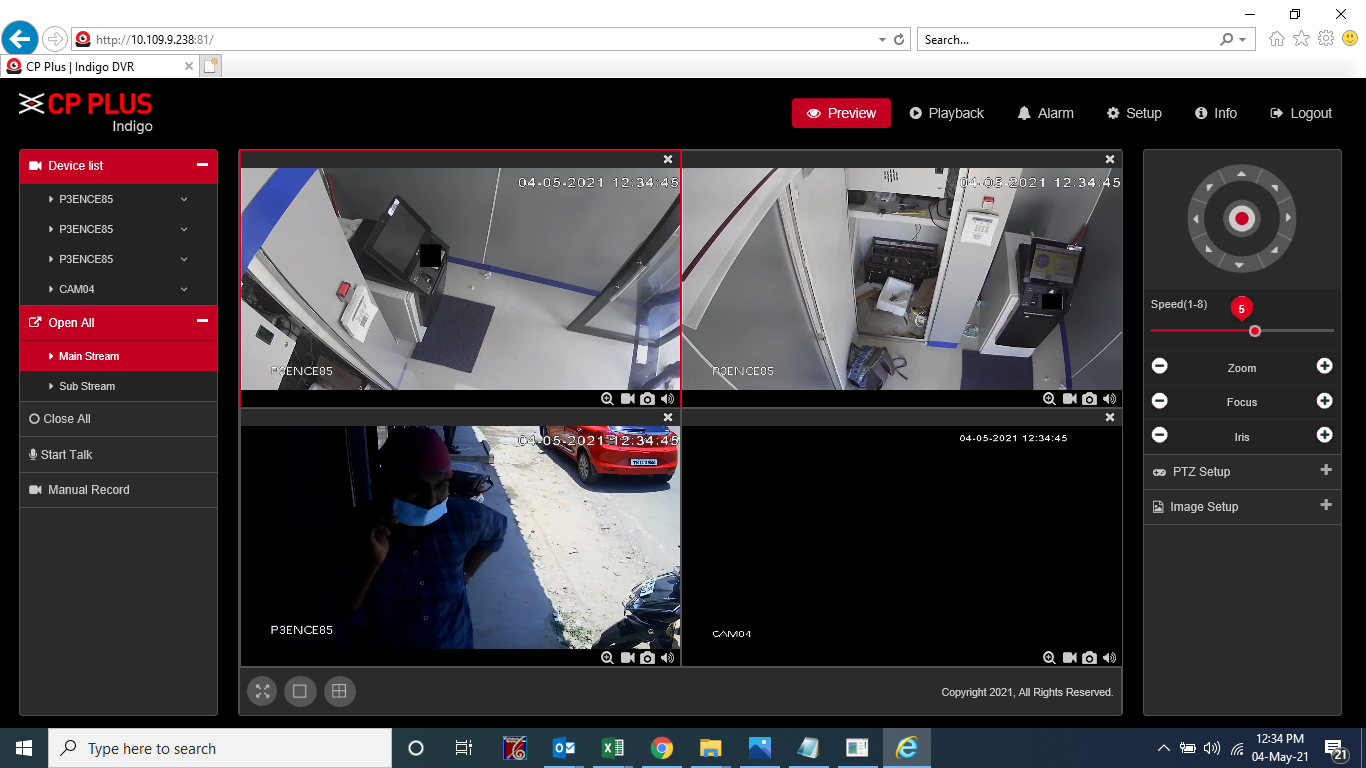 http://10.109.9.238:81/
Search...
CP Plus | Indigo DVR
CP PLUS
Indigo
Preview
Playback
Alarm
Setup
Info
Logout
Device list
P3ENCE85
P3ENCE85
P3ENCE85
CAM04
Open All
Main Stream
Sub Stream
Close All
Start Talk
Manual Record
04-05-2021 12:34:45
P3ENCE85
04-05-2021 12:34:45
P3ENCE85
04-05-2021 12:34:45
P3ENCE85
04-05-2021 12:34:45
CAM04
Copyright 2021, All Rights Reserved.
Speed(1-8)
5
Zoom
Focus
Iris
PTZ Setup
Image Setup
Type here to search
12:34 PM
04-May-21
21